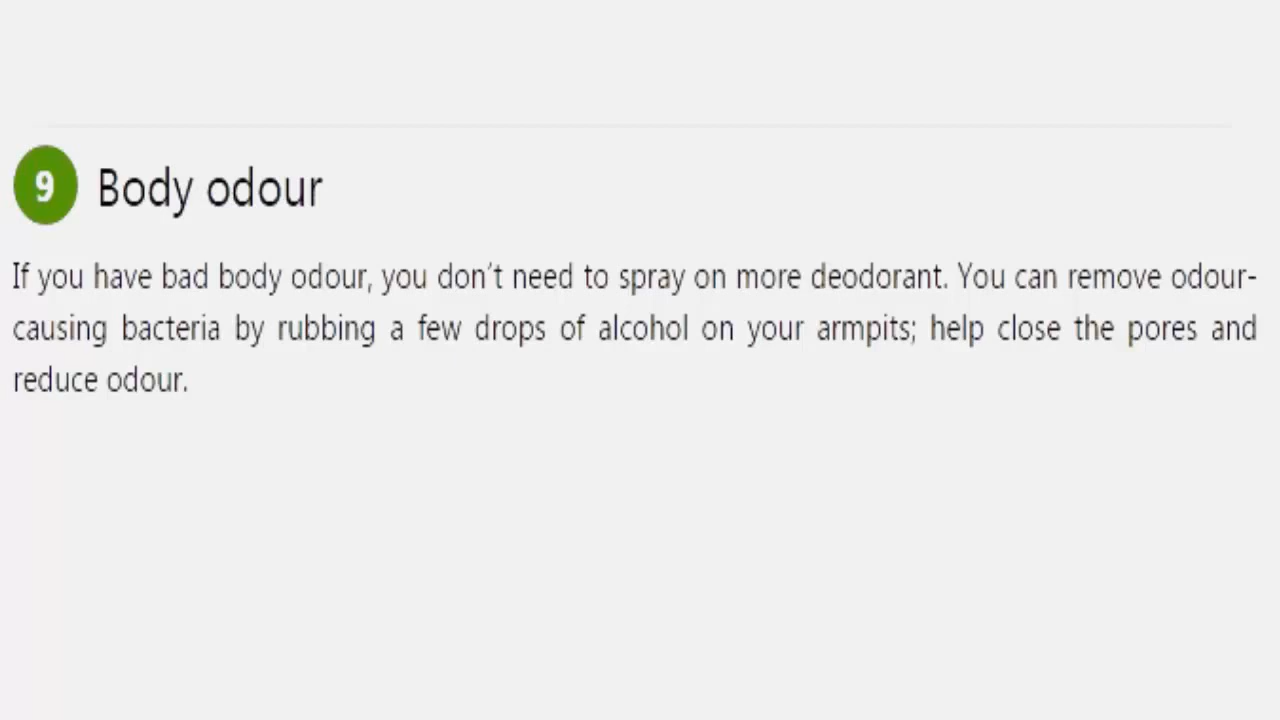 9 Body odour
If you have bad body odour, you don't need to spray on more deodorant. You can remove odour-
causing bacteria by rubbing a few drops of alcohol on your armpits; help close the pores and
reduce odour.